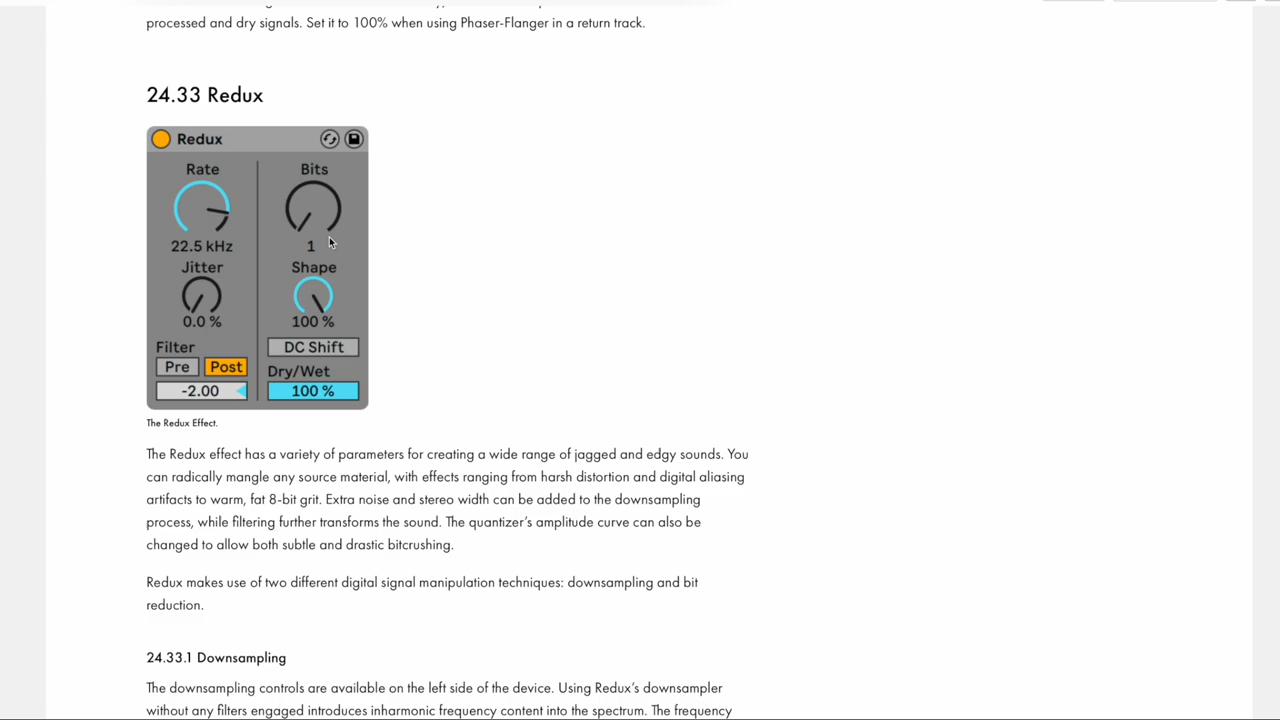 processed and dry signals. Set it to 100% when using Phaser-Flanger in a return track.
24.33 Redux
Redux
Rate
Bits
22.5 kHz
1
Jitter
Shape
0.0 %
100 %
Filter
DC Shift
Pre
Post
Dry/Wet
-2.00
100 %
The Redux Effect.
The Redux effect has a variety of parameters for creating a wide range of jagged and edgy sounds. You
can radically mangle any source material, with effects ranging from harsh distortion and digital aliasing
artifacts to warm, fat 8-bit grit. Extra noise and stereo width can be added to the downsampling
process, while filtering further transforms the sound. The quantizer’s amplitude curve can also be
changed to allow both subtle and drastic bitcrushing.
Redux makes use of two different digital signal manipulation techniques: downsampling and bit
reduction.
24.33.1 Downsampling
The downsampling controls are available on the left side of the device. Using Redux’s downsampler
without any filters engaged introduces inharmonic frequency content into the spectrum. The frequency